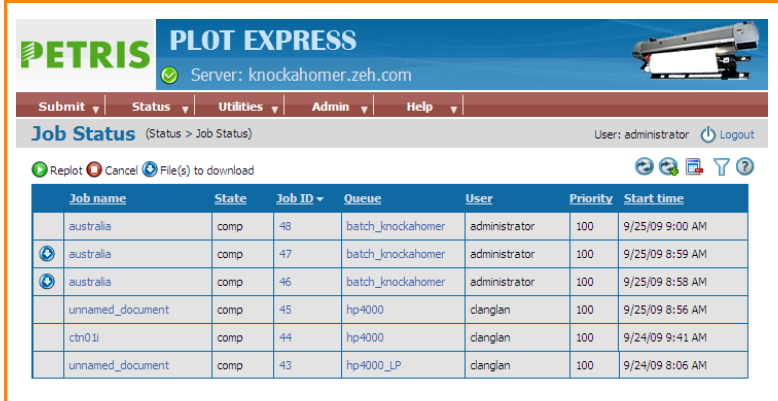 PETRIS PLOT EXPRESS
Server: knockahomer.zeh.com
Submit Status Utilities Admin Help
Job Status (Status > Job Status) User: administrator Logout
Replot Cancel File(s) to download
Job name State Job ID Queue User Priority Start time
australia comp 48 batch_knockahomer administrator 100 9/25/09 9:00 AM
australia comp 47 batch_knockahomer administrator 100 9/25/09 8:59 AM
australia comp 46 batch_knockahomer administrator 100 9/25/09 8:58 AM
unnamed_document comp 45 hp4000 clanglan 100 9/25/09 8:56 AM
ctn01i comp 44 hp4000 clanglan 100 9/24/09 9:41 AM
unnamed_document comp 43 hp4000_LP clanglan 100 9/24/09 8:06 AM